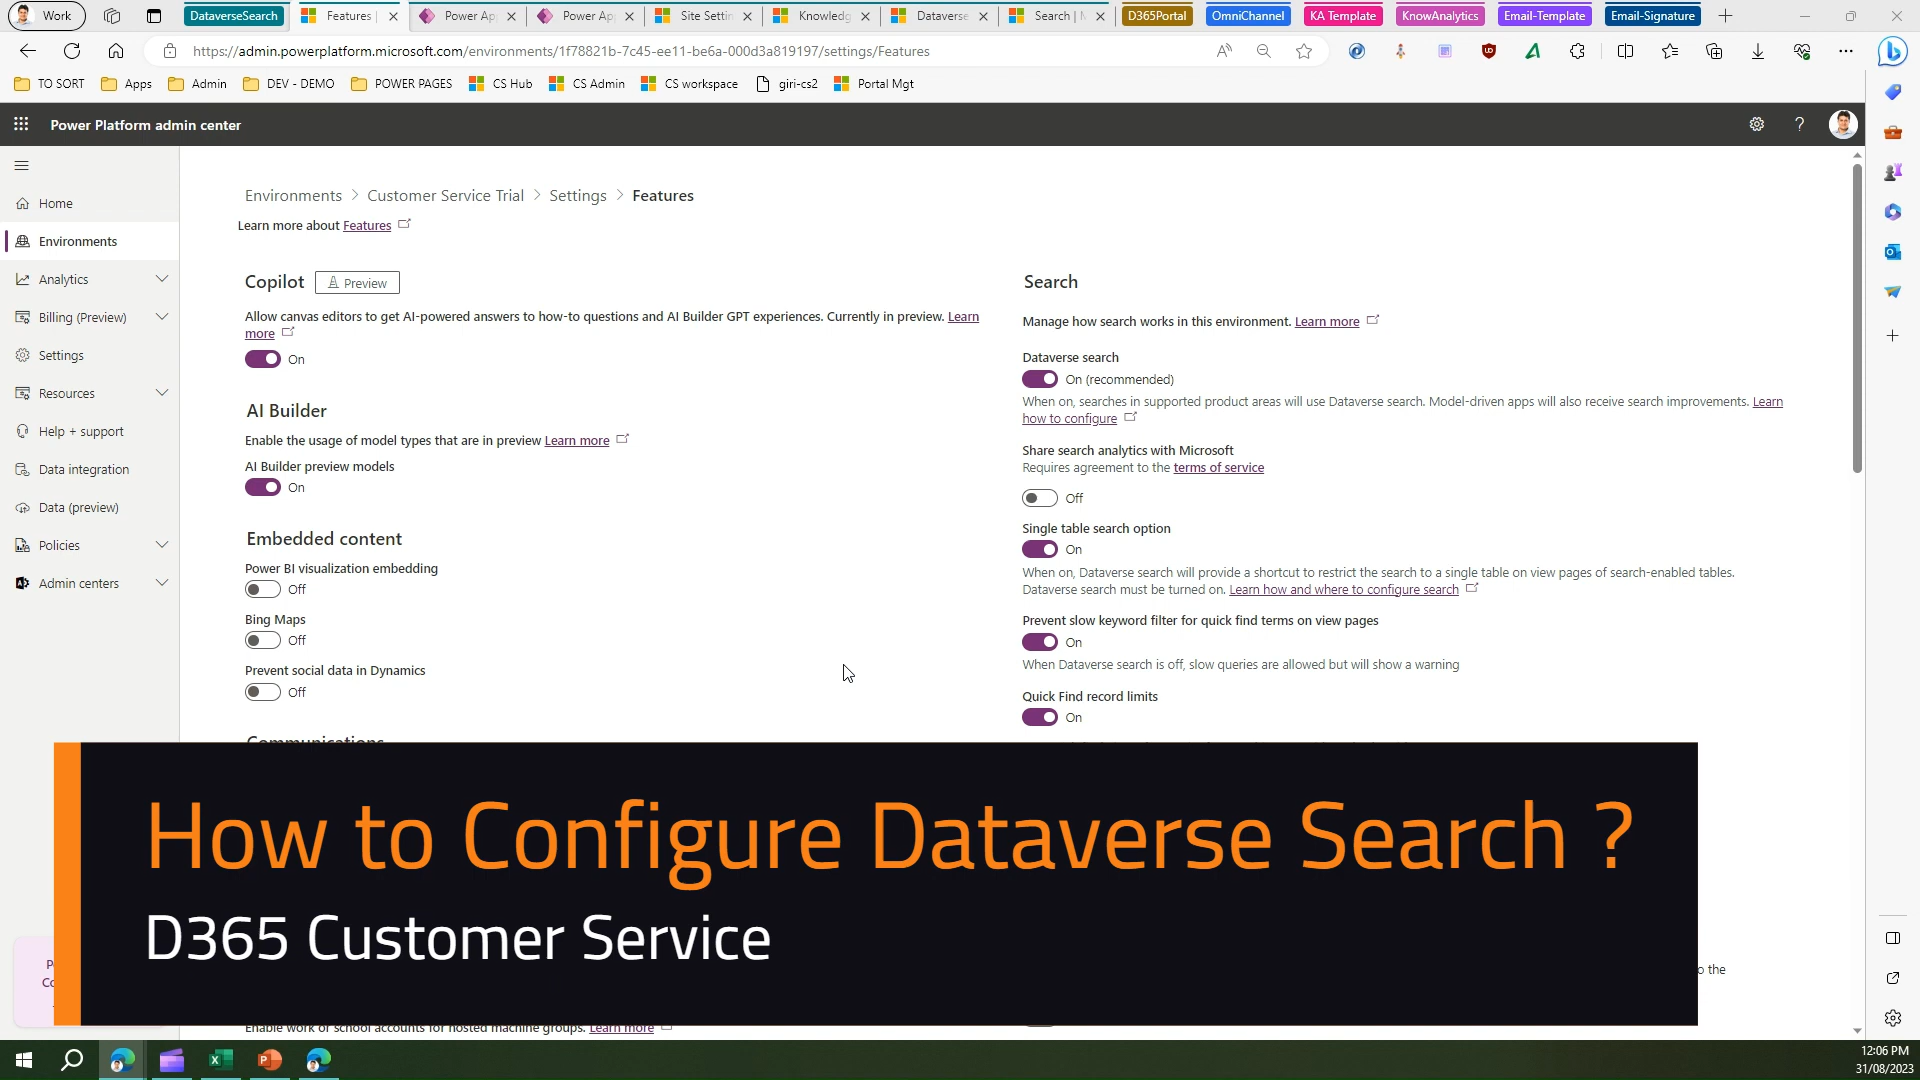 Work
DataverseSearch
Features |
Power Ap
Power Ap
Site Settin
Knowledg
Dataverse
Search | M
D365Portal
OmniChannel
KA Template
KnowAnalytics
Email-Template
Email-Signature
https://admin.powerplatform.microsoft.com/environments/1f78821b-7c45-ee11-be6a-000d3a819197/settings/Features
TO SORT
Apps
Admin
DEV - DEMO
POWER PAGES
CS Hub
CS Admin
CS workspace
giri-cs2
Portal Mgt
Power Platform admin center
Home
Environments
Analytics
Billing (Preview)
Settings
Resources
Help + support
Data integration
Data (preview)
Policies
Admin centers
Environments > Customer Service Trial > Settings > Features
Learn more about Features
Copilot
Preview
Allow canvas editors to get AI-powered answers to how-to questions and AI Builder GPT experiences. Currently in preview. Learn
more
On
AI Builder
Enable the usage of model types that are in preview Learn more
AI Builder preview models
On
Embedded content
Power BI visualization embedding
Off
Bing Maps
Off
Prevent social data in Dynamics
Off
Communications
Search
Manage how search works in this environment. Learn more
Dataverse search
On (recommended)
When on, searches in supported product areas will use Dataverse search. Model-driven apps will also receive search improvements. Learn
how to configure
Share search analytics with Microsoft
Requires agreement to the terms of service
Off
Single table search option
On
When on, Dataverse search will provide a shortcut to restrict the search to a single table on view pages of search-enabled tables.
Dataverse search must be turned on. Learn how and where to configure search
Prevent slow keyword filter for quick find terms on view pages
On
When Dataverse search is off, slow queries are allowed but will show a warning
Quick Find record limits
On
How to Configure Dataverse Search ?
D365 Customer Service
o the
Enable work or school accounts for hosted machine groups. Learn more
12:06 PM
31/08/2023